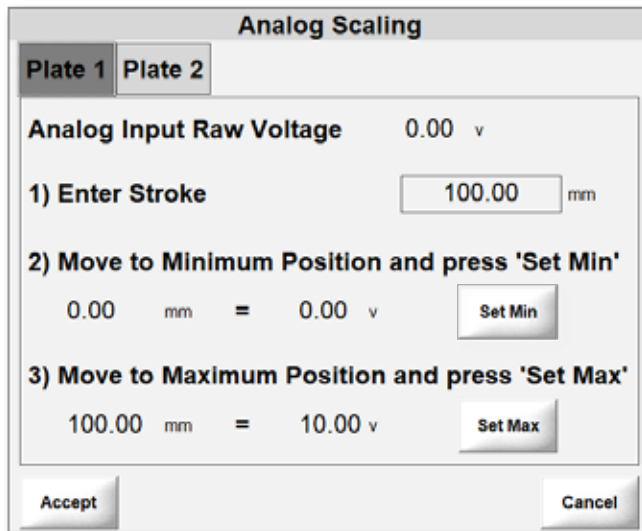 Analog Scaling
Plate 1 Plate 2
Analog Input Raw Voltage 0.00 v
1) Enter Stroke 100.00 mm
2) Move to Minimum Position and press 'Set Min'
0.00 mm = 0.00 v Set Min
3) Move to Maximum Position and press 'Set Max'
100.00 mm = 10.00 v Set Max
Accept Cancel